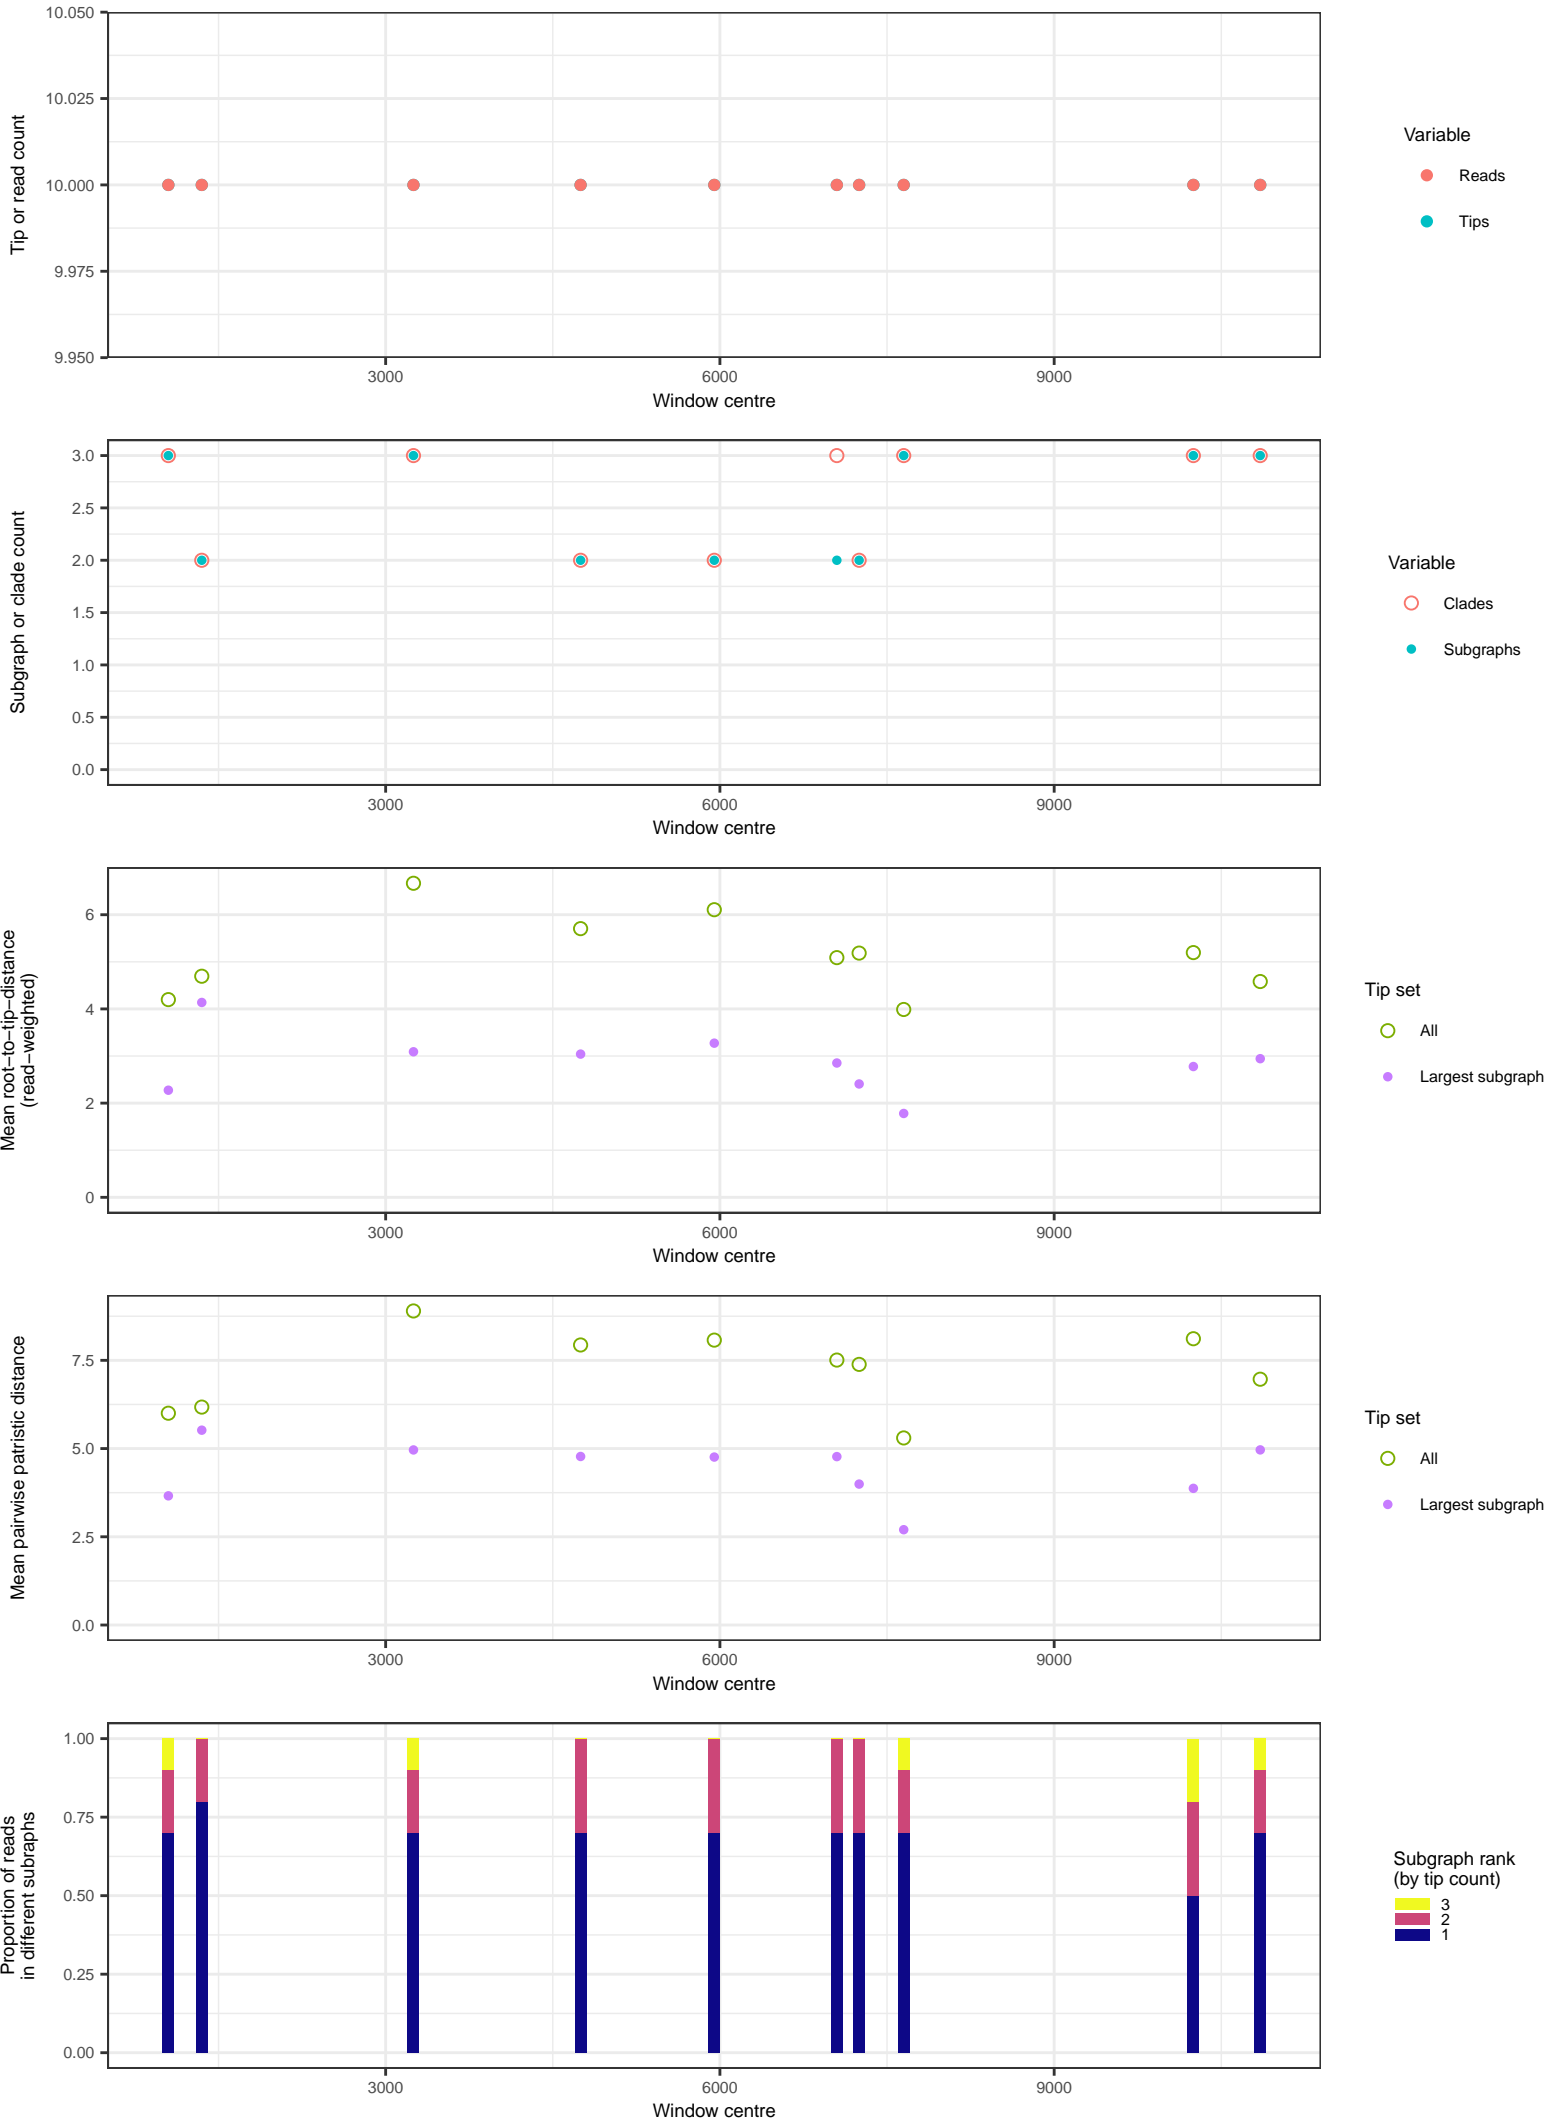 10.050
10.025
10.000
9.975
9.950
Tip or read count
3000
6000
9000
Window centre
Variable
Reads
Tips
3.0
2.5
2.0
1.5
1.0
0.5
0.0
Subgraph or clade count
3000
6000
9000
Window centre
Variable
Clades
Subgraphs
6
4
2
0
Mean root−to−tip−distance
(read−weighted)
3000
6000
9000
Window centre
Tip set
All
Largest subgraph
7.5
5.0
2.5
0.0
Mean pairwise patristic distance
3000
6000
9000
Window centre
Tip set
All
Largest subgraph
1.00
0.75
0.50
0.25
0.00
Proportion of reads
in different subraphs
3000
6000
9000
Window centre
Subgraph rank
(by tip count)
3
2
1